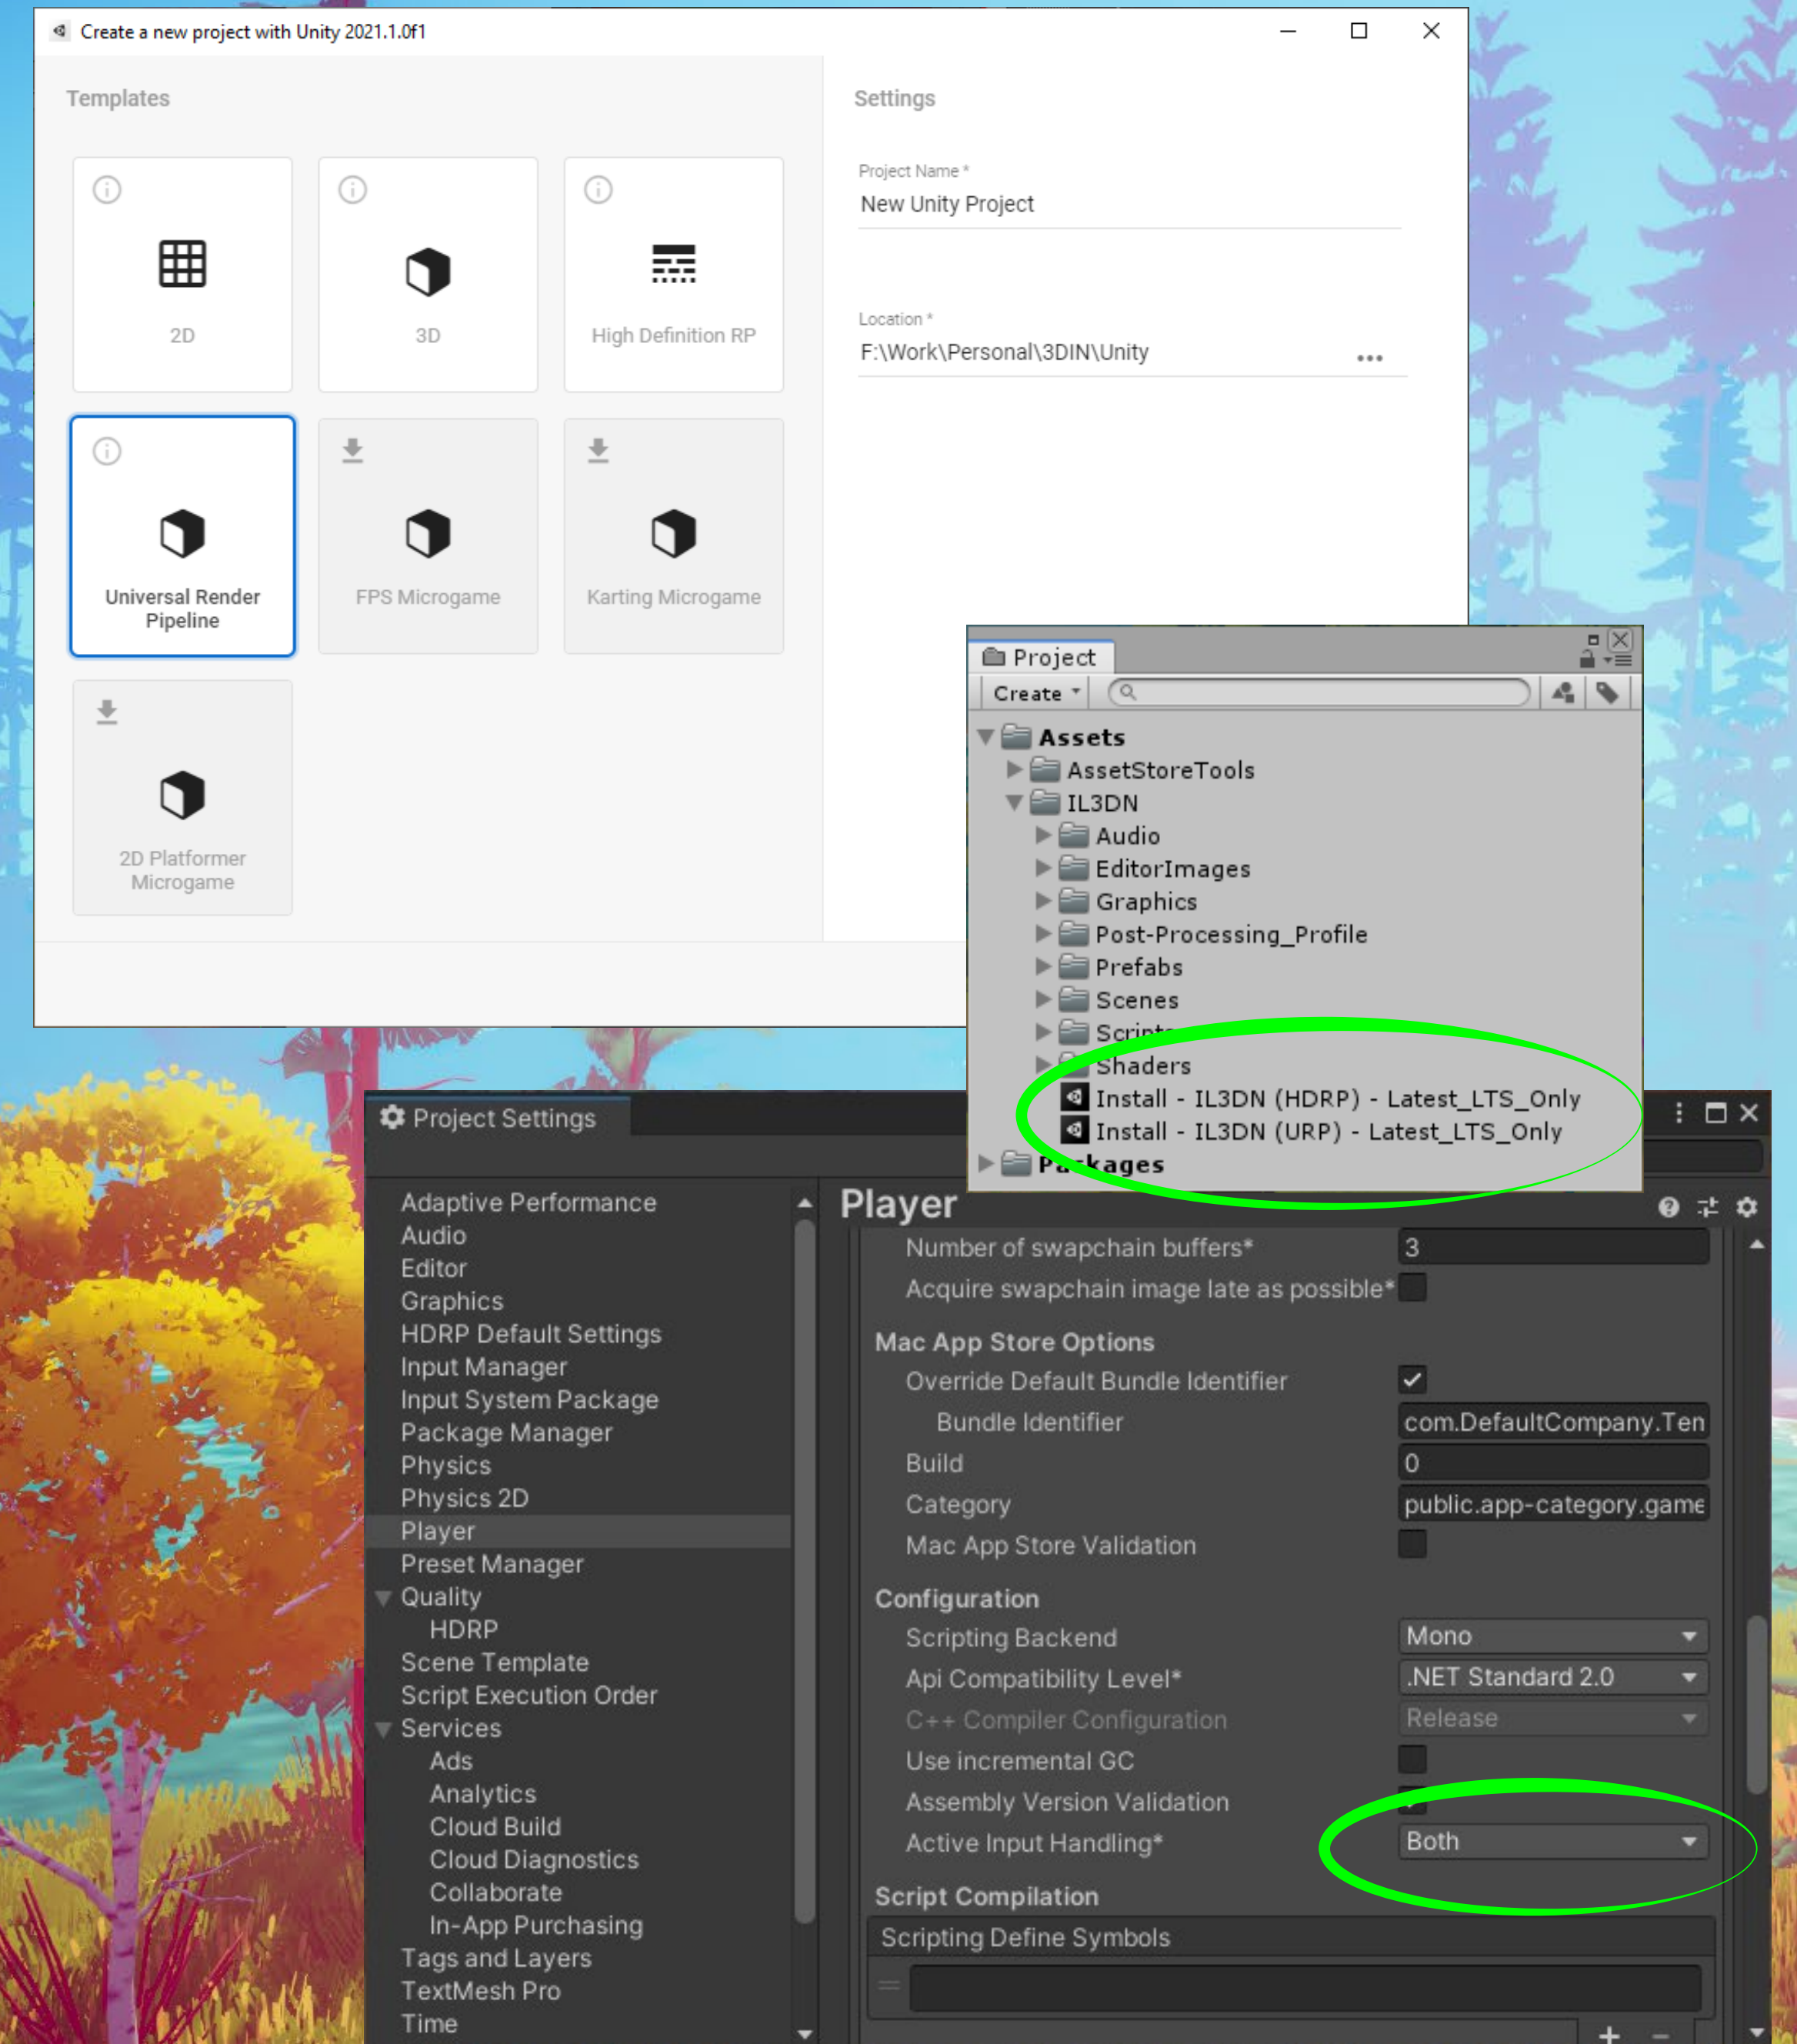 Create a new project with Unity 2021.1.0f1
Templates
2D
3D
High Definition RP
Universal Render
Pipeline
FPS Microgame
Karting Microgame
2D Platformer
Microgame
Settings
Project Name *
New Unity Project
Location *
F:\Work\Personal\3DIN\Unity
Project
Create
Assets
AssetStoreTools
IL3DN
Audio
EditorImages
Graphics
Post-Processing_Profile
Prefabs
Scenes
Scripts
Shaders
Install - IL3DN (HDRP) - Latest_LTS_Only
Install - IL3DN (URP) - Latest_LTS_Only
Packages
Project Settings
Adaptive Performance
Audio
Editor
Graphics
HDRP Default Settings
Input Manager
Input System Package
Package Manager
Physics
Physics 2D
Player
Preset Manager
Quality
HDRP
Scene Template
Script Execution Order
Services
Ads
Analytics
Cloud Build
Cloud Diagnostics
Collaborate
In-App Purchasing
Tags and Layers
TextMesh Pro
Time
Player
Number of swapchain buffers* 3
Acquire swapchain image late as possible*
Mac App Store Options
Override Default Bundle Identifier
Bundle Identifier com.DefaultCompany.Tem
Build 0
Category public.app-category.game
Mac App Store Validation
Configuration
Scripting Backend Mono
Api Compatibility Level* .NET Standard 2.0
C++ Compiler Configuration Release
Use incremental GC
Assembly Version Validation
Active Input Handling* Both
Script Compilation
Scripting Define Symbols